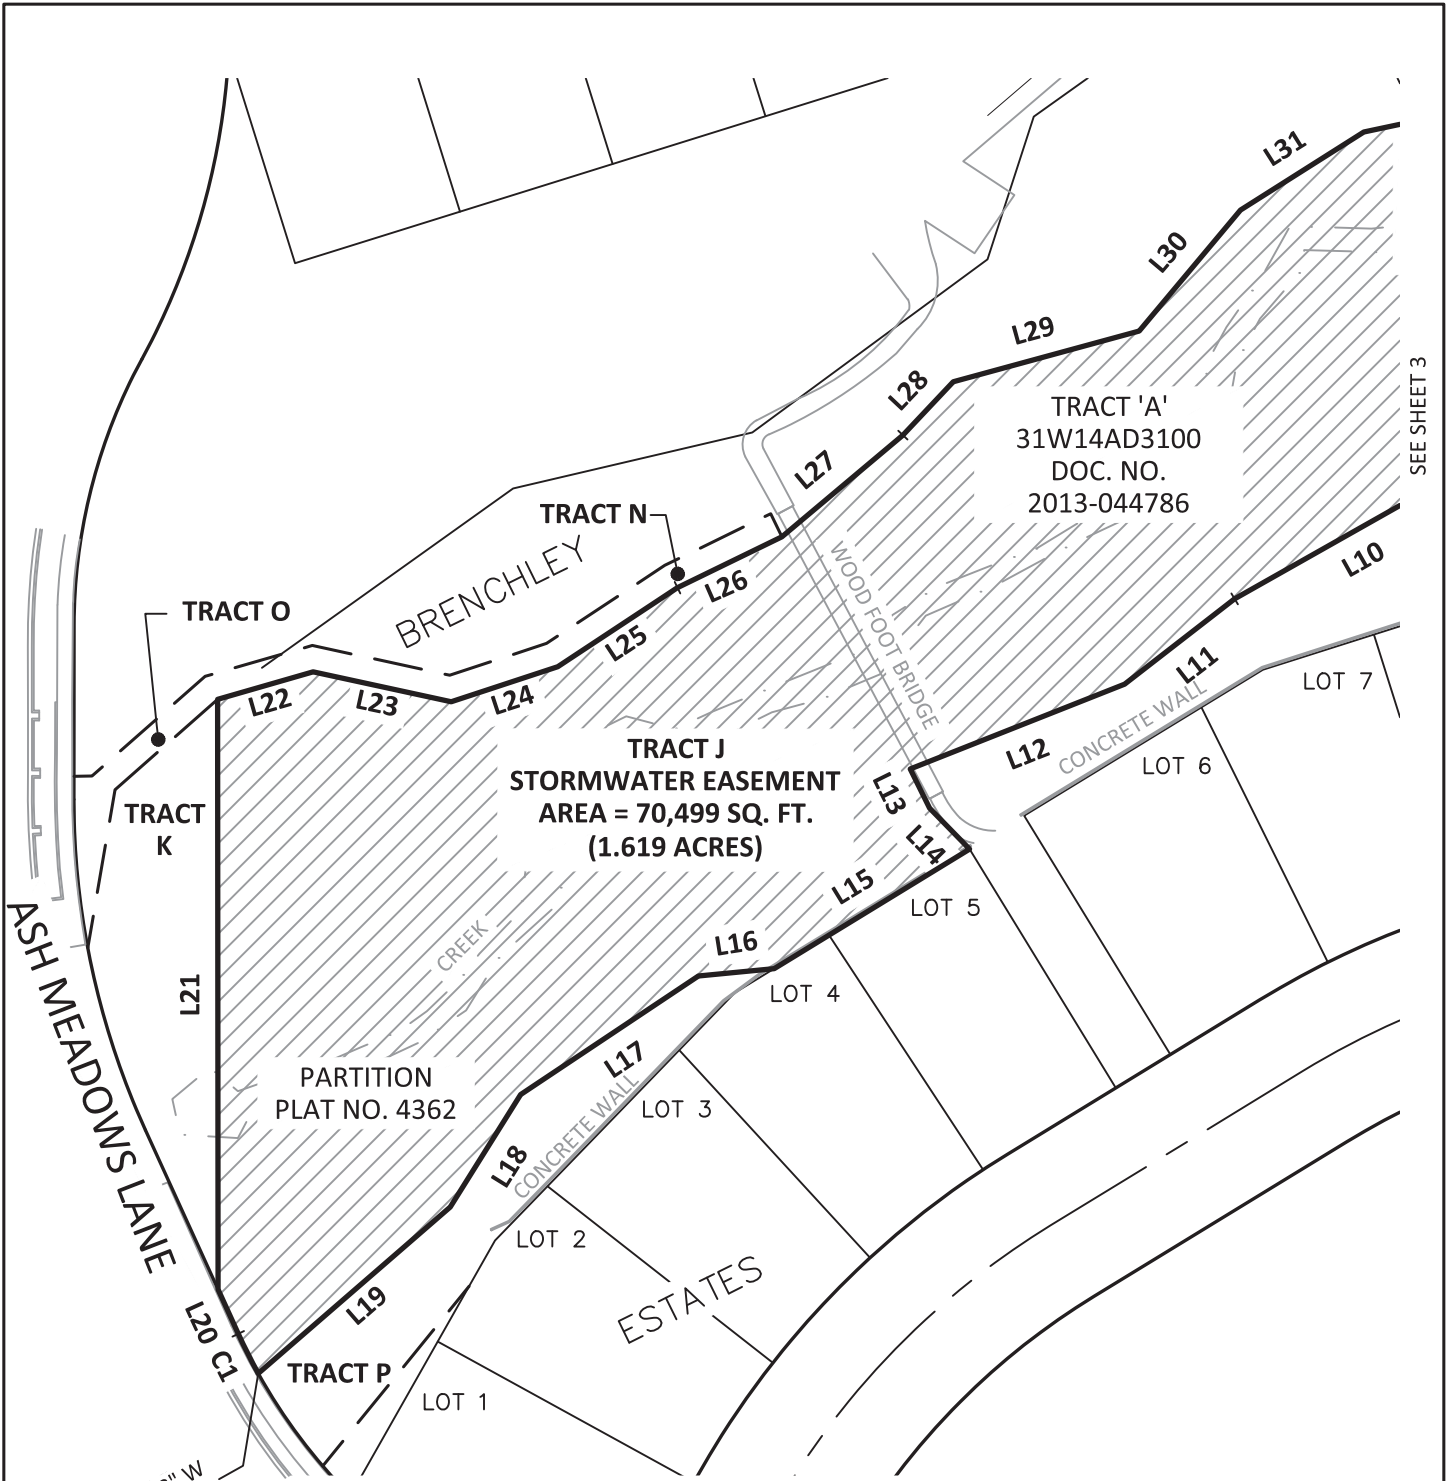 L31
L30
L29
L28
L27
TRACT 'A'
31W14AD3100
DOC. NO.
2013-044786
SEE SHEET 3
TRACT N
BRENCHLEY
L26
L25
WOOD FOOT BRIDGE
L10
L11
TRACT O
L22
L23
L24
LOT 7
CONCRETE WALL
L12
LOT 6
TRACT J
STORMWATER EASEMENT
AREA = 70,499 SQ. FT.
(1.619 ACRES)
L13
L14
TRACT
K
L15
LOT 5
L16
CREEK
LOT 4
L21
ASH MEADOWS LANE
L17
PARTITION
PLAT NO. 4362
LOT 3
CONCRETE WALL
L18
LOT 2
ESTATES
L19
L20
C1
TRACT P
LOT 1
" W